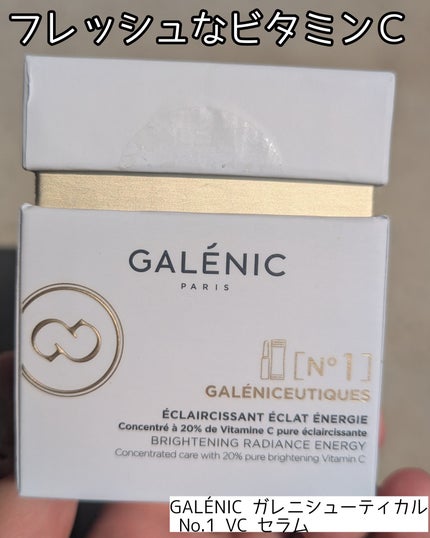 フレッシュなビタミンC
GALÉNIC
PARIS
[N°1]
GALÉNICEUTIQUES
ÉCLAIRCISSANT ÉCLAT ÉNERGIE
Concentré à 20% de Vitamine C pure éclaircissante
BRIGHTENING RADIANCE ENERGY
Concentrated care with 20% pure brightening Vitamin C
GALÉNIC ガレニシューティカル
No.1 VC セラム